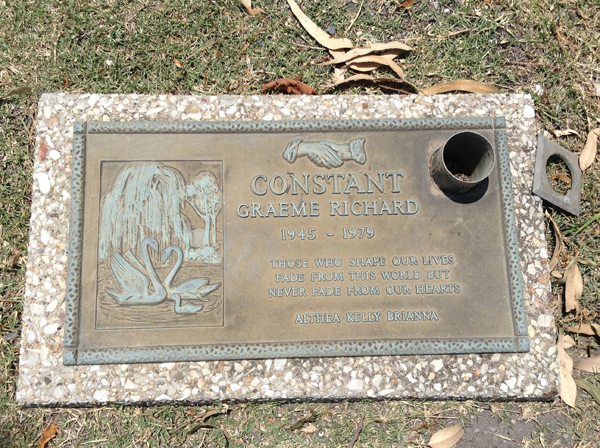 CONSTANT
GRAEME RICHARD
1945 - 1979
THOSE WHO SHAPE OUR LIVES
FADE FROM THIS WORLD BUT
NEVER FADE FROM OUR HEARTS
ALTHEA KELLY BRIANNA